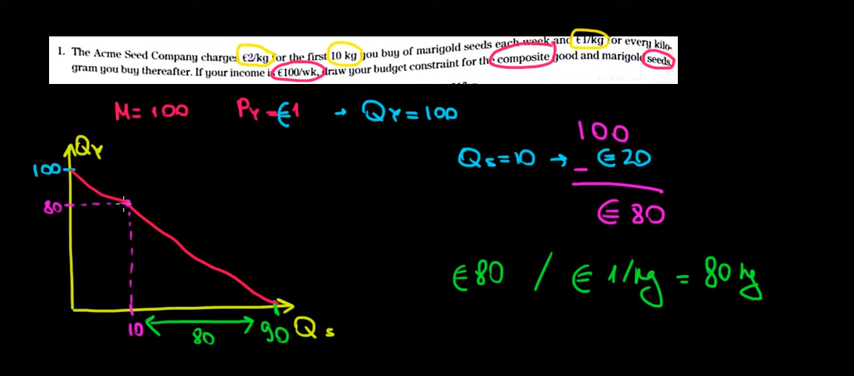 1. The Acme Seed Company charges €2/kg for the first 10 kg you buy of marigold seeds each week and €1/kg for every kilo-
gram you buy thereafter. If your income is €100/wk, draw your budget constraint for the composite good and marigold seeds.
M = 100 PY = €1 → QY = 100
QY
100
80
10
80
90
Qs
100
Qs = 10 → - € 20
€ 80
€ 80 / € 1/kg = 80 kg